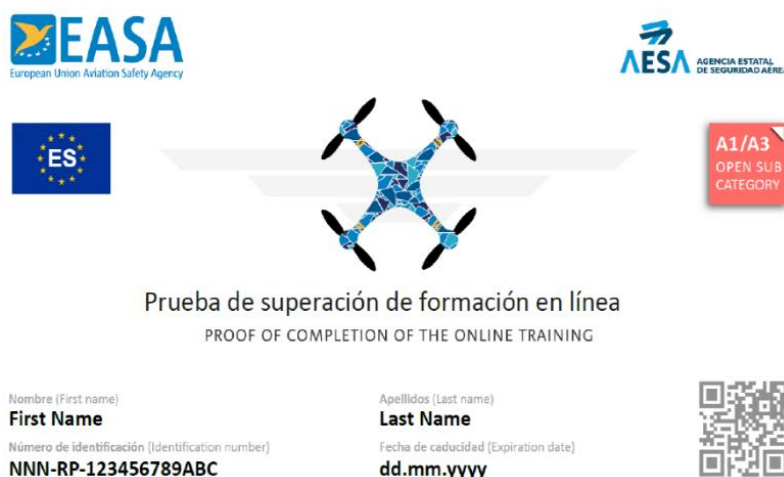 EASA
European Union Aviation Safety Agency
AESA AGENCIA ESTATAL
DE SEGURIDAD AÉREA
ES
A1/A3
OPEN SUB
CATEGORY
Prueba de superación de formación en línea
PROOF OF COMPLETION OF THE ONLINE TRAINING
Nombre (First name)
First Name
Apellidos (Last name)
Last Name
Número de identificación (Identification number)
NNN-RP-123456789ABC
Fecha de caducidad (Expiration date)
dd.mm.yyyy